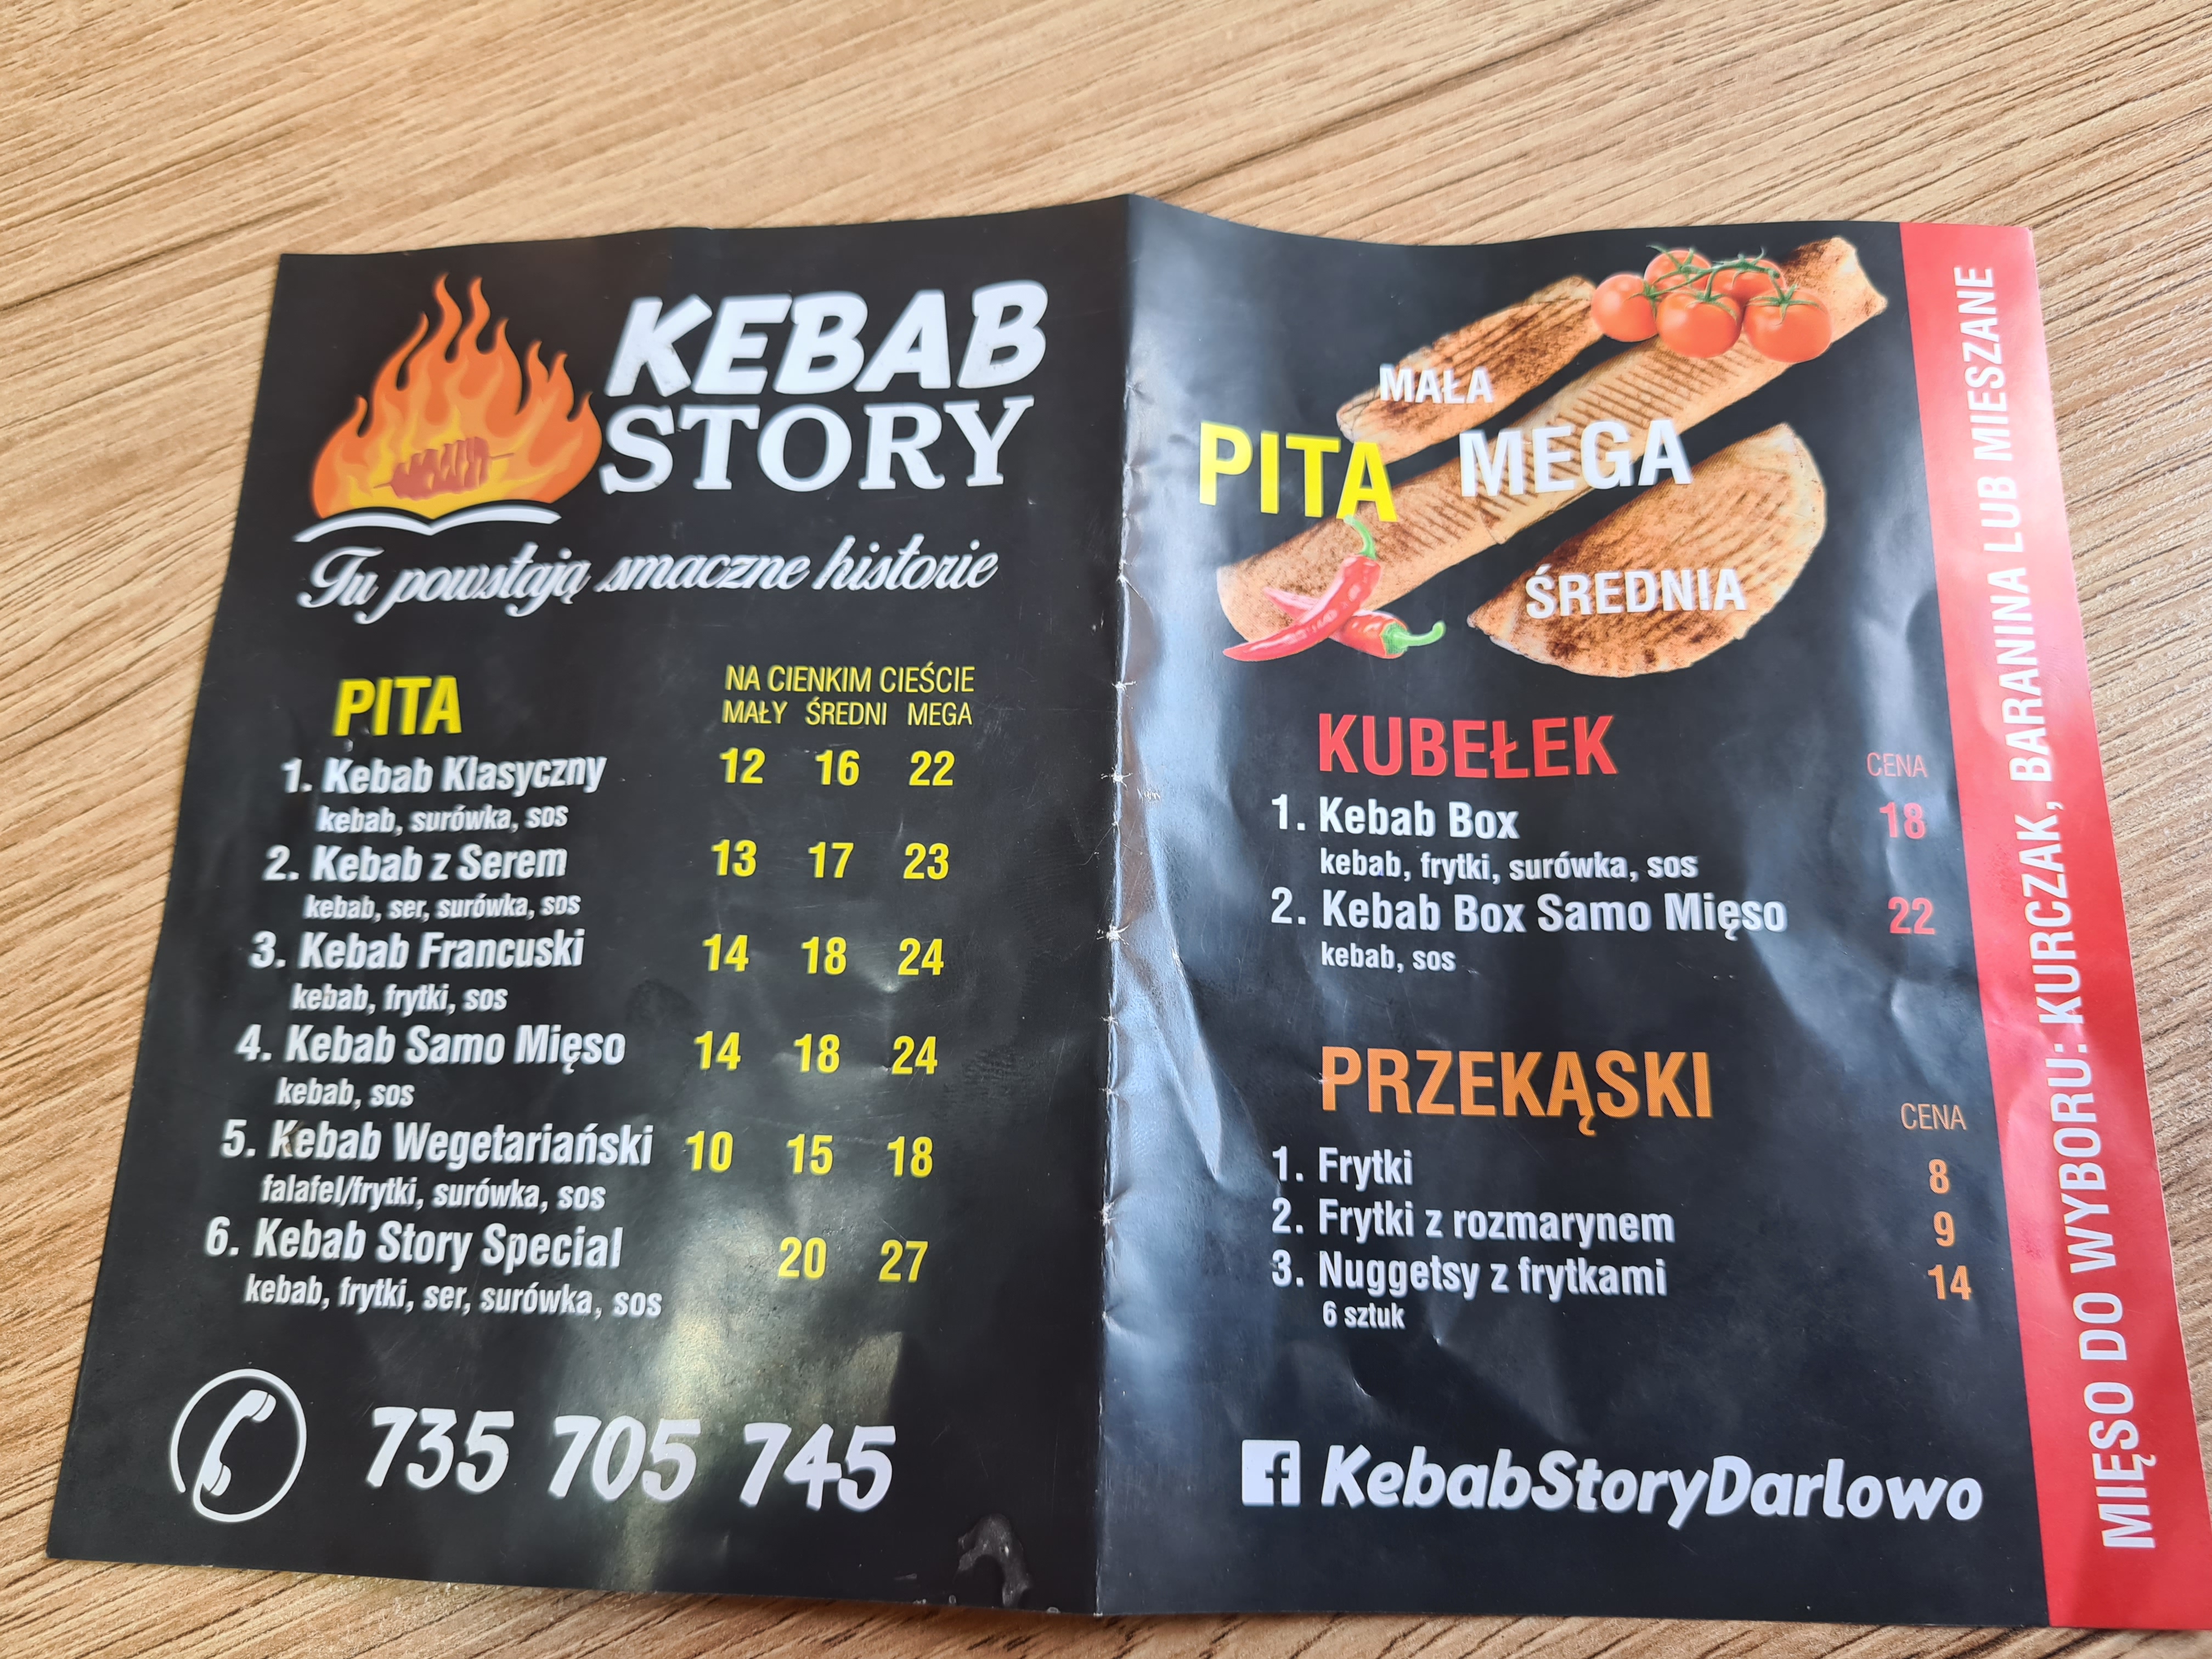 KEBAB
STORY
Tu powstają smaczne historie
PITA
NA CIENKIM CIEŚCIE
MAŁY ŚREDNI MEGA
1. Kebab Klasyczny 12 16 22
kebab, surówka, sos
2. Kebab z Serem 13 17 23
kebab, ser, surówka, sos
3. Kebab Francuski 14 18 24
kebab, frytki, sos
4. Kebab Samo Mięso 14 18 24
kebab, sos
5. Kebab Wegetariański 10 15 18
falafel/frytki, surówka, sos
6. Kebab Story Special 20 27
kebab, frytki, ser, surówka, sos
735 705 745
MAŁA
PITA MEGA
ŚREDNIA
KUBEŁEK
CENA
1. Kebab Box 18
kebab, frytki, surówka, sos
2. Kebab Box Samo Mięso 22
kebab, sos
PRZEKĄSKI
CENA
1. Frytki 8
2. Frytki z rozmarynem 9
3. Nuggetsy z frytkami 14
6 sztuk
f KebabStoryDarlowo
MIĘSO DO WYBORU: KURCZAK, BARANINA LUB MIESZANE